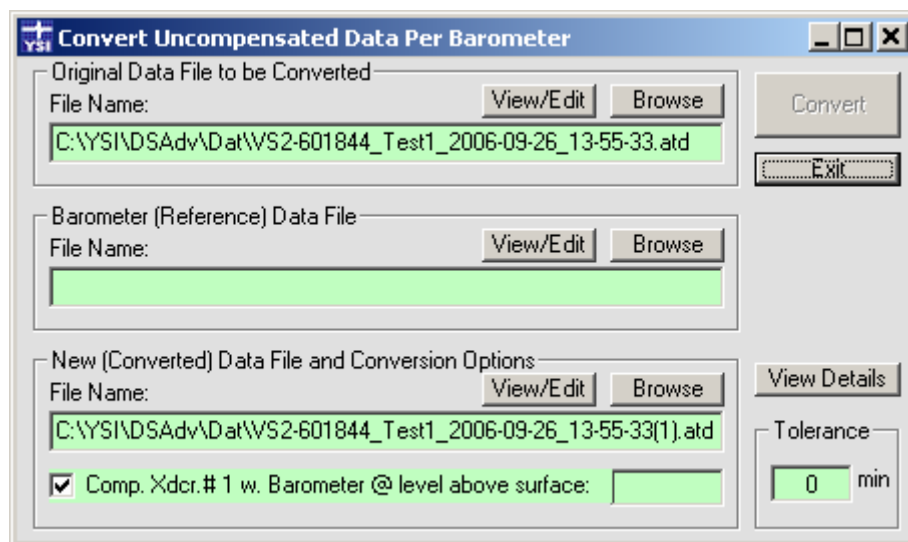 YSI Convert Uncompensated Data Per Barometer
Original Data File to be Converted
File Name: View/Edit Browse
C:\YSI\DSAdv\Dat\VS2-601844_Test1_2006-09-26_13-55-33.atd
Convert
Exit
Barometer (Reference) Data File
File Name: View/Edit Browse
New (Converted) Data File and Conversion Options
File Name: View/Edit Browse
C:\YSI\DSAdv\Dat\VS2-601844_Test1_2006-09-26_13-55-33(1).atd
Comp. Xdcr.# 1 w. Barometer @ level above surface:
View Details
Tolerance
0 min